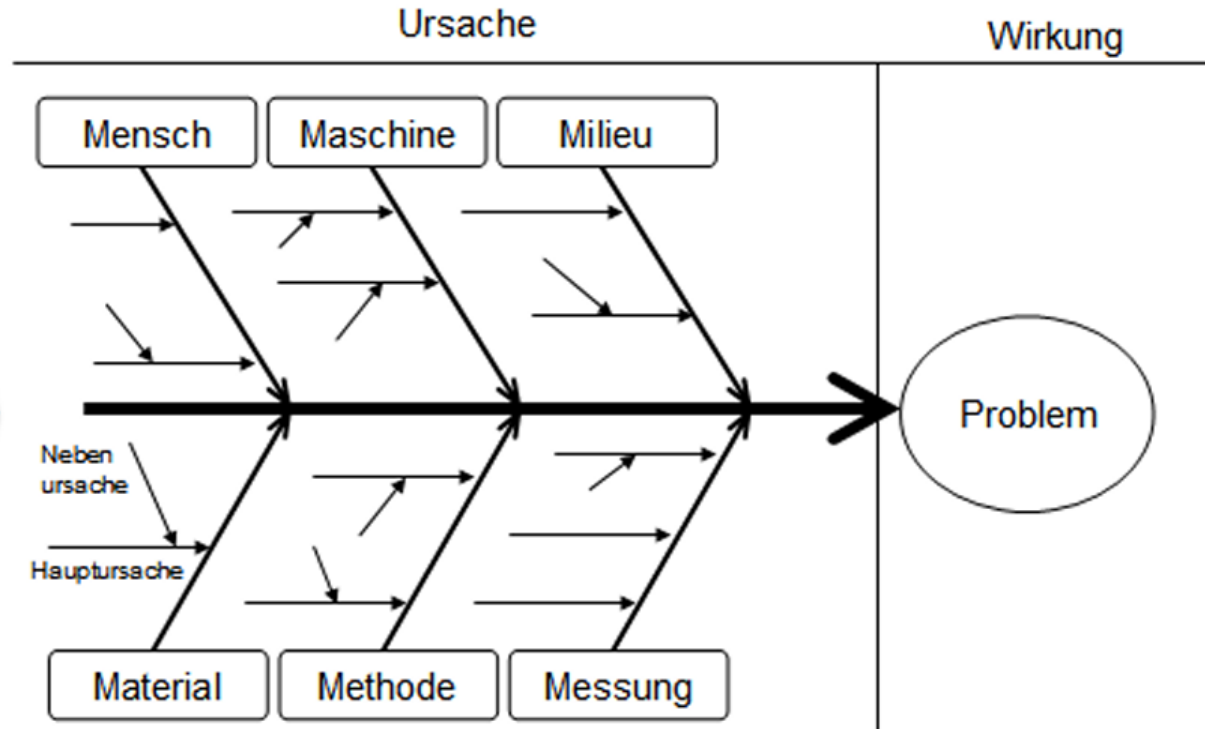 Ursache
Wirkung
Mensch
Maschine
Milieu
Problem
Neben
ursache
Hauptursache
Material
Methode
Messung